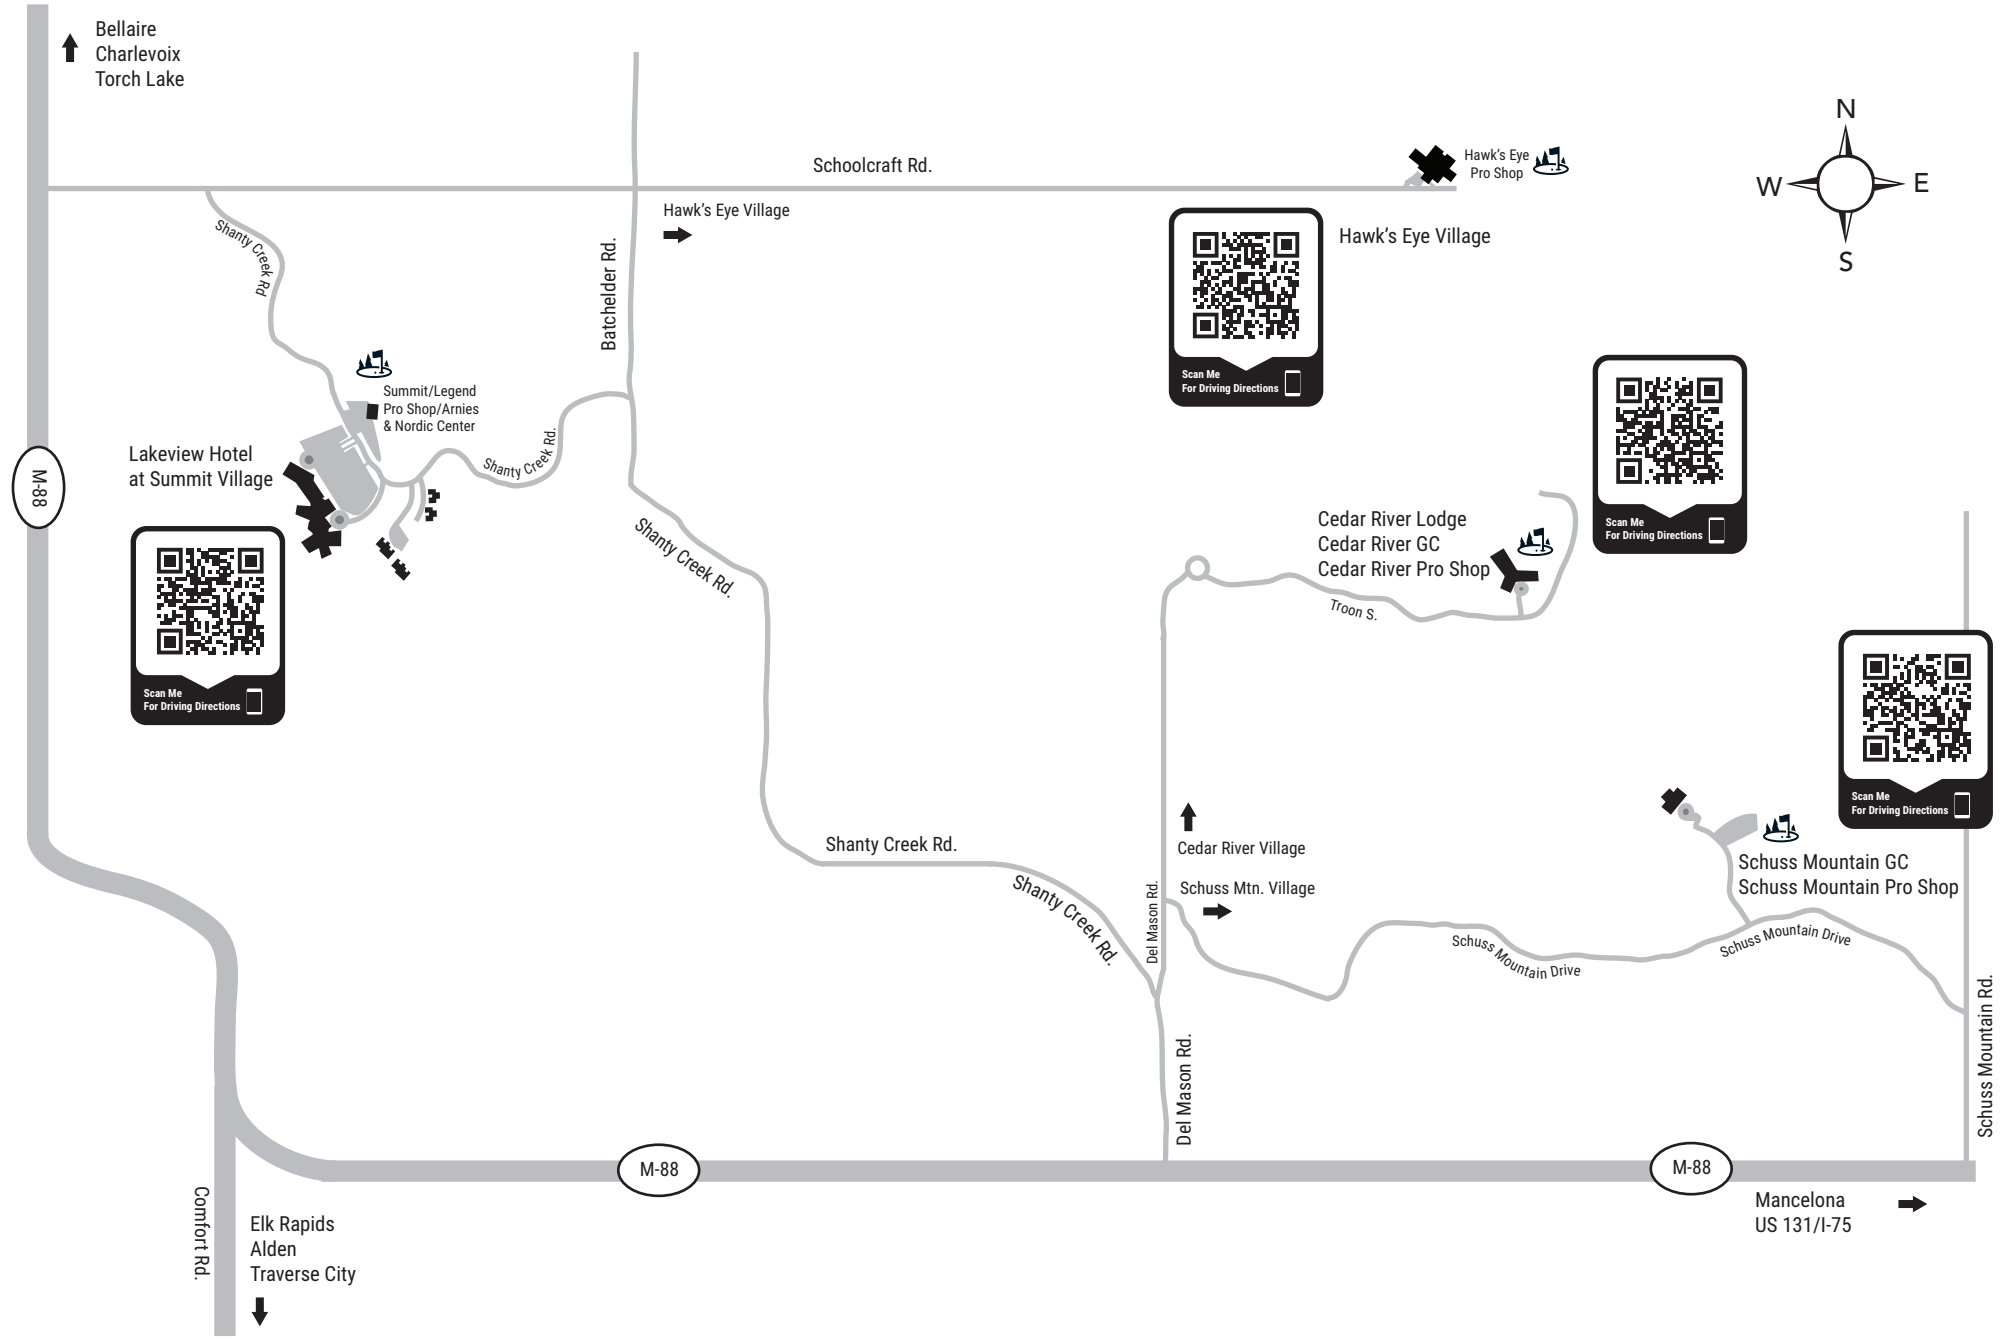 Bellaire
Charlevoix
Torch Lake
N
W
E
S
Schoolcraft Rd.
Hawk's Eye
Pro Shop
Hawk's Eye Village
Hawk's Eye Village
Shanty Creek Rd
Batchelder Rd.
Scan Me
For Driving Directions
Summit/Legend
Pro Shop/Arnies
& Nordic Center
Lakeview Hotel
at Summit Village
Shanty Creek Rd.
M-88
Scan Me
For Driving Directions
Cedar River Lodge
Cedar River GC
Cedar River Pro Shop
Troon S.
Shanty Creek Rd.
Scan Me
For Driving Directions
Scan Me
For Driving Directions
Shanty Creek Rd.
Shanty Creek Rd.
Cedar River Village
Schuss Mtn. Village
Del Mason Rd.
Schuss Mountain GC
Schuss Mountain Pro Shop
Schuss Mountain Drive
Schuss Mountain Drive
Schuss Mountain Rd.
Del Mason Rd.
M-88
M-88
Mancelona
US 131/I-75
Comfort Rd.
Elk Rapids
Alden
Traverse City